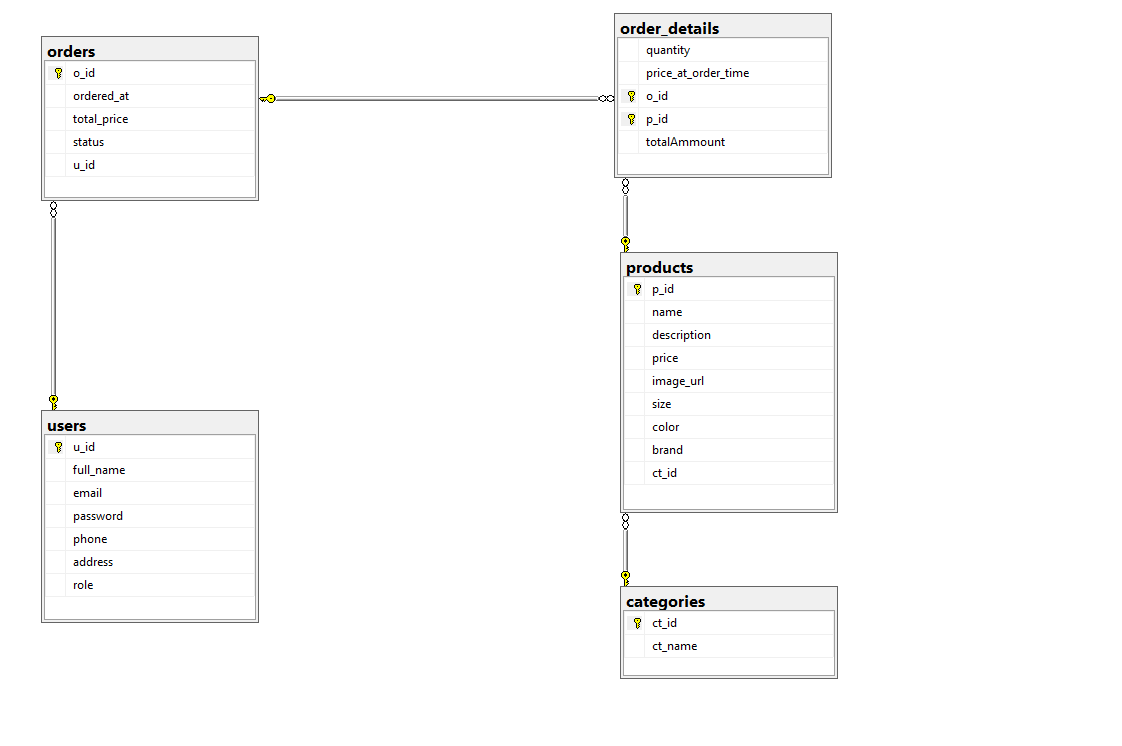 orders
o_id
ordered_at
total_price
status
u_id
order_details
quantity
price_at_order_time
o_id
p_id
totalAmmount
users
u_id
full_name
email
password
phone
address
role
products
p_id
name
description
price
image_url
size
color
brand
ct_id
categories
ct_id
ct_name